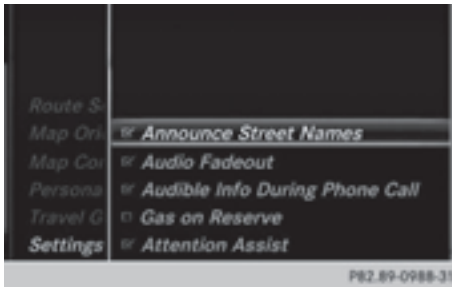 Route S
Map Ori
Announce Street Names
Map Co
Audio Fadeout
Persona
Audible Info During Phone Call
Travel G
Gas on Reserve
Settings
Attention Assist
P82.89-0988-31